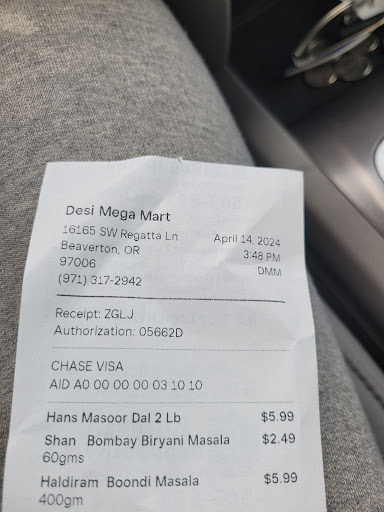 Desi Mega Mart
16165 SW Regatta Ln
Beaverton, OR
97006
(971) 317-2942
April 14, 2024
3:48 PM
DMM
Receipt: ZGLJ
Authorization: 05662D
CHASE VISA
AID A0 00 00 00 03 10 10
Hans Masoor Dal 2 Lb $5.99
Shan Bombay Biryani Masala $2.49
60gms
Haldiram Boondi Masala $5.99
400gm